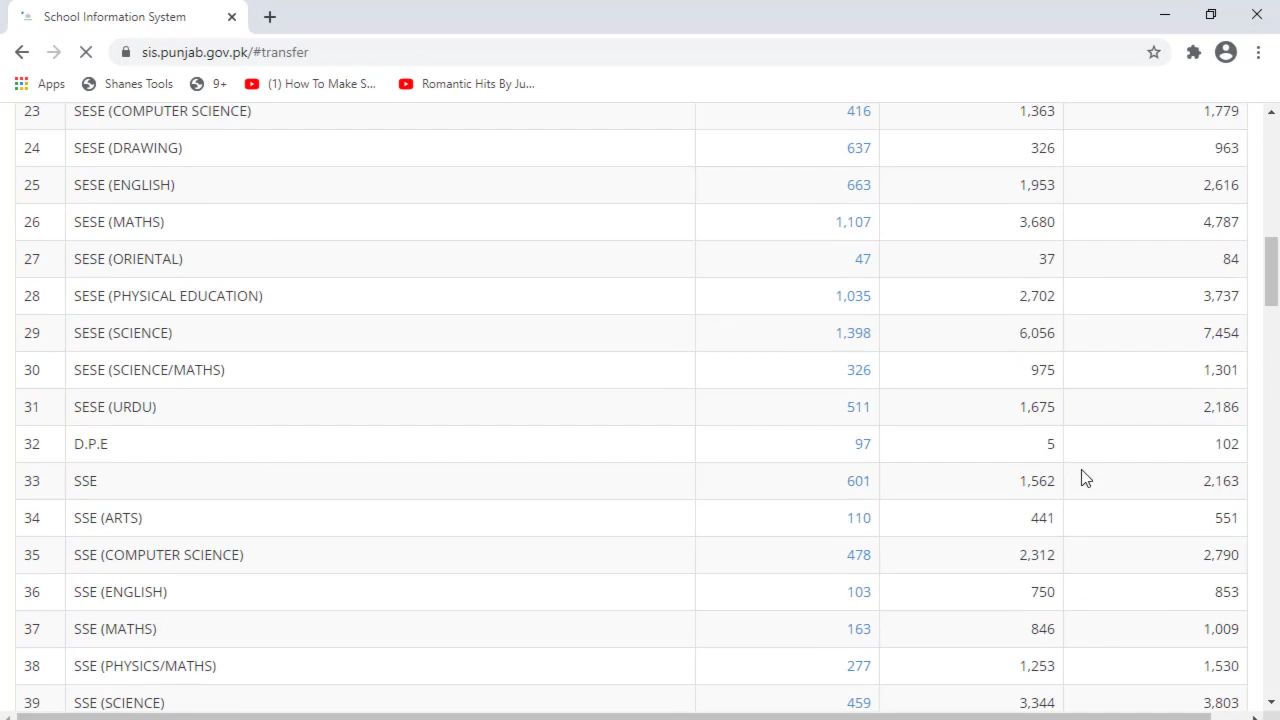 School Information System
sis.punjab.gov.pk/#transfer
Apps Shanes Tools 9+ (1) How To Make S... Romantic Hits By Ju...
23 SESE (COMPUTER SCIENCE) 416 1,363 1,779
24 SESE (DRAWING) 637 326 963
25 SESE (ENGLISH) 663 1,953 2,616
26 SESE (MATHS) 1,107 3,680 4,787
27 SESE (ORIENTAL) 47 37 84
28 SESE (PHYSICAL EDUCATION) 1,035 2,702 3,737
29 SESE (SCIENCE) 1,398 6,056 7,454
30 SESE (SCIENCE/MATHS) 326 975 1,301
31 SESE (URDU) 511 1,675 2,186
32 D.P.E 97 5 102
33 SSE 601 1,562 2,163
34 SSE (ARTS) 110 441 551
35 SSE (COMPUTER SCIENCE) 478 2,312 2,790
36 SSE (ENGLISH) 103 750 853
37 SSE (MATHS) 163 846 1,009
38 SSE (PHYSICS/MATHS) 277 1,253 1,530
39 SSE (SCIENCE) 459 3,344 3,803